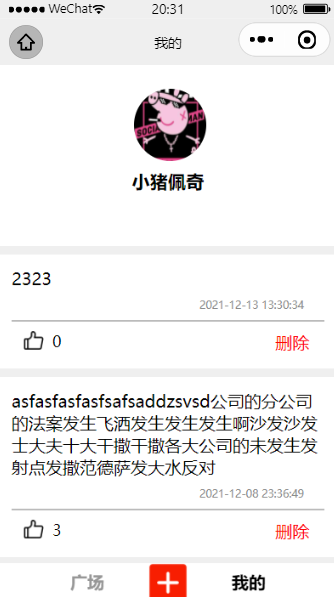 WeChat
20:31
100%
我的
SOCIAL MAN
小猪佩奇
2323
2021-12-13 13:30:34
0
删除
asfasfasfasfsafsaddzsvsd公司的分公司
的法案发生飞洒发生发生发生啊沙发沙发
士大夫十大干撒干撒各大公司的未发生发
射点发撒范德萨发大水反对
2021-12-08 23:36:49
3
删除
广场
我的